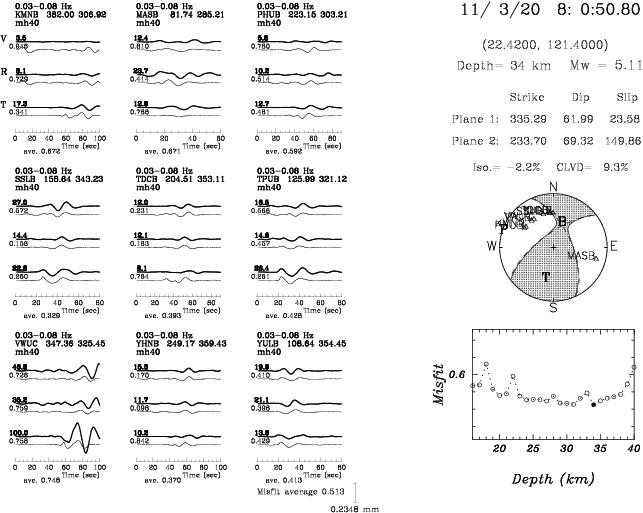 0.03-0.08 Hz
KMNB 382.00 306.92
mh40
V
3.5
0.946
R
0.729
T
17.3
0.341
0 20 40 60 80 100
Time (sec)
ave. 0.672
0.03-0.08 Hz
MASB 81.74 285.21
mh40
12.4
0.810
23.7
0.414
12.6
0.788
0 20 40 60 80
Time (sec)
ave. 0.671
0.03-0.08 Hz
PHUB 223.15 303.21
mh40
0.780
10.2
0.514
12.7
0.481
0 20 40 60 80
Time (sec)
ave. 0.592
0.03-0.08 Hz
SSLB 158.64 343.23
mh40
27.0
0.572
14.4
0.156
22.8
0.260
0 20 40 60 80
Time (sec)
ave. 0.329
0.03-0.08 Hz
TDCB 204.51 353.11
mh40
12.0
0.231
12.1
0.183
8.1
0.764
0 20 40 60 80
Time (sec)
ave. 0.393
0.03-0.08 Hz
TPUB 125.99 321.12
mh40
16.5
0.566
14.8
0.457
26.4
0.261
0 20 40 60 80
Time (sec)
ave. 0.428
0.03-0.08 Hz
VWUC 347.36 325.45
mh40
0.726
35.2
0.759
100.0
0.758
0 20 40 60 80 100
Time (sec)
ave. 0.748
0.03-0.08 Hz
YHNB 249.17 359.43
mh40
0.170
11.7
0.098
10.2
0.842
0 20 40 60 80
Time (sec)
ave. 0.370
0.03-0.08 Hz
YULB 108.64 354.45
mh40
0.410
21.1
0.396
0.429
0 20 40 60 80
Time (sec)
ave. 0.413
Misfit average 0.513
0.2348 mm
11/ 3/20 8: 0:50.80
(22.4200, 121.4000)
Depth= 34 km Mw = 5.11
Strike Dip Slip
Plane 1: 335.29 61.99 23.58
Plane 2: 233.70 69.32 149.86
Iso.= -2.2% CLVD= 9.3%
N
B
P
W
E
MASB
T
S
Misfit
0.6
20 25 30 35 40
Depth (km)